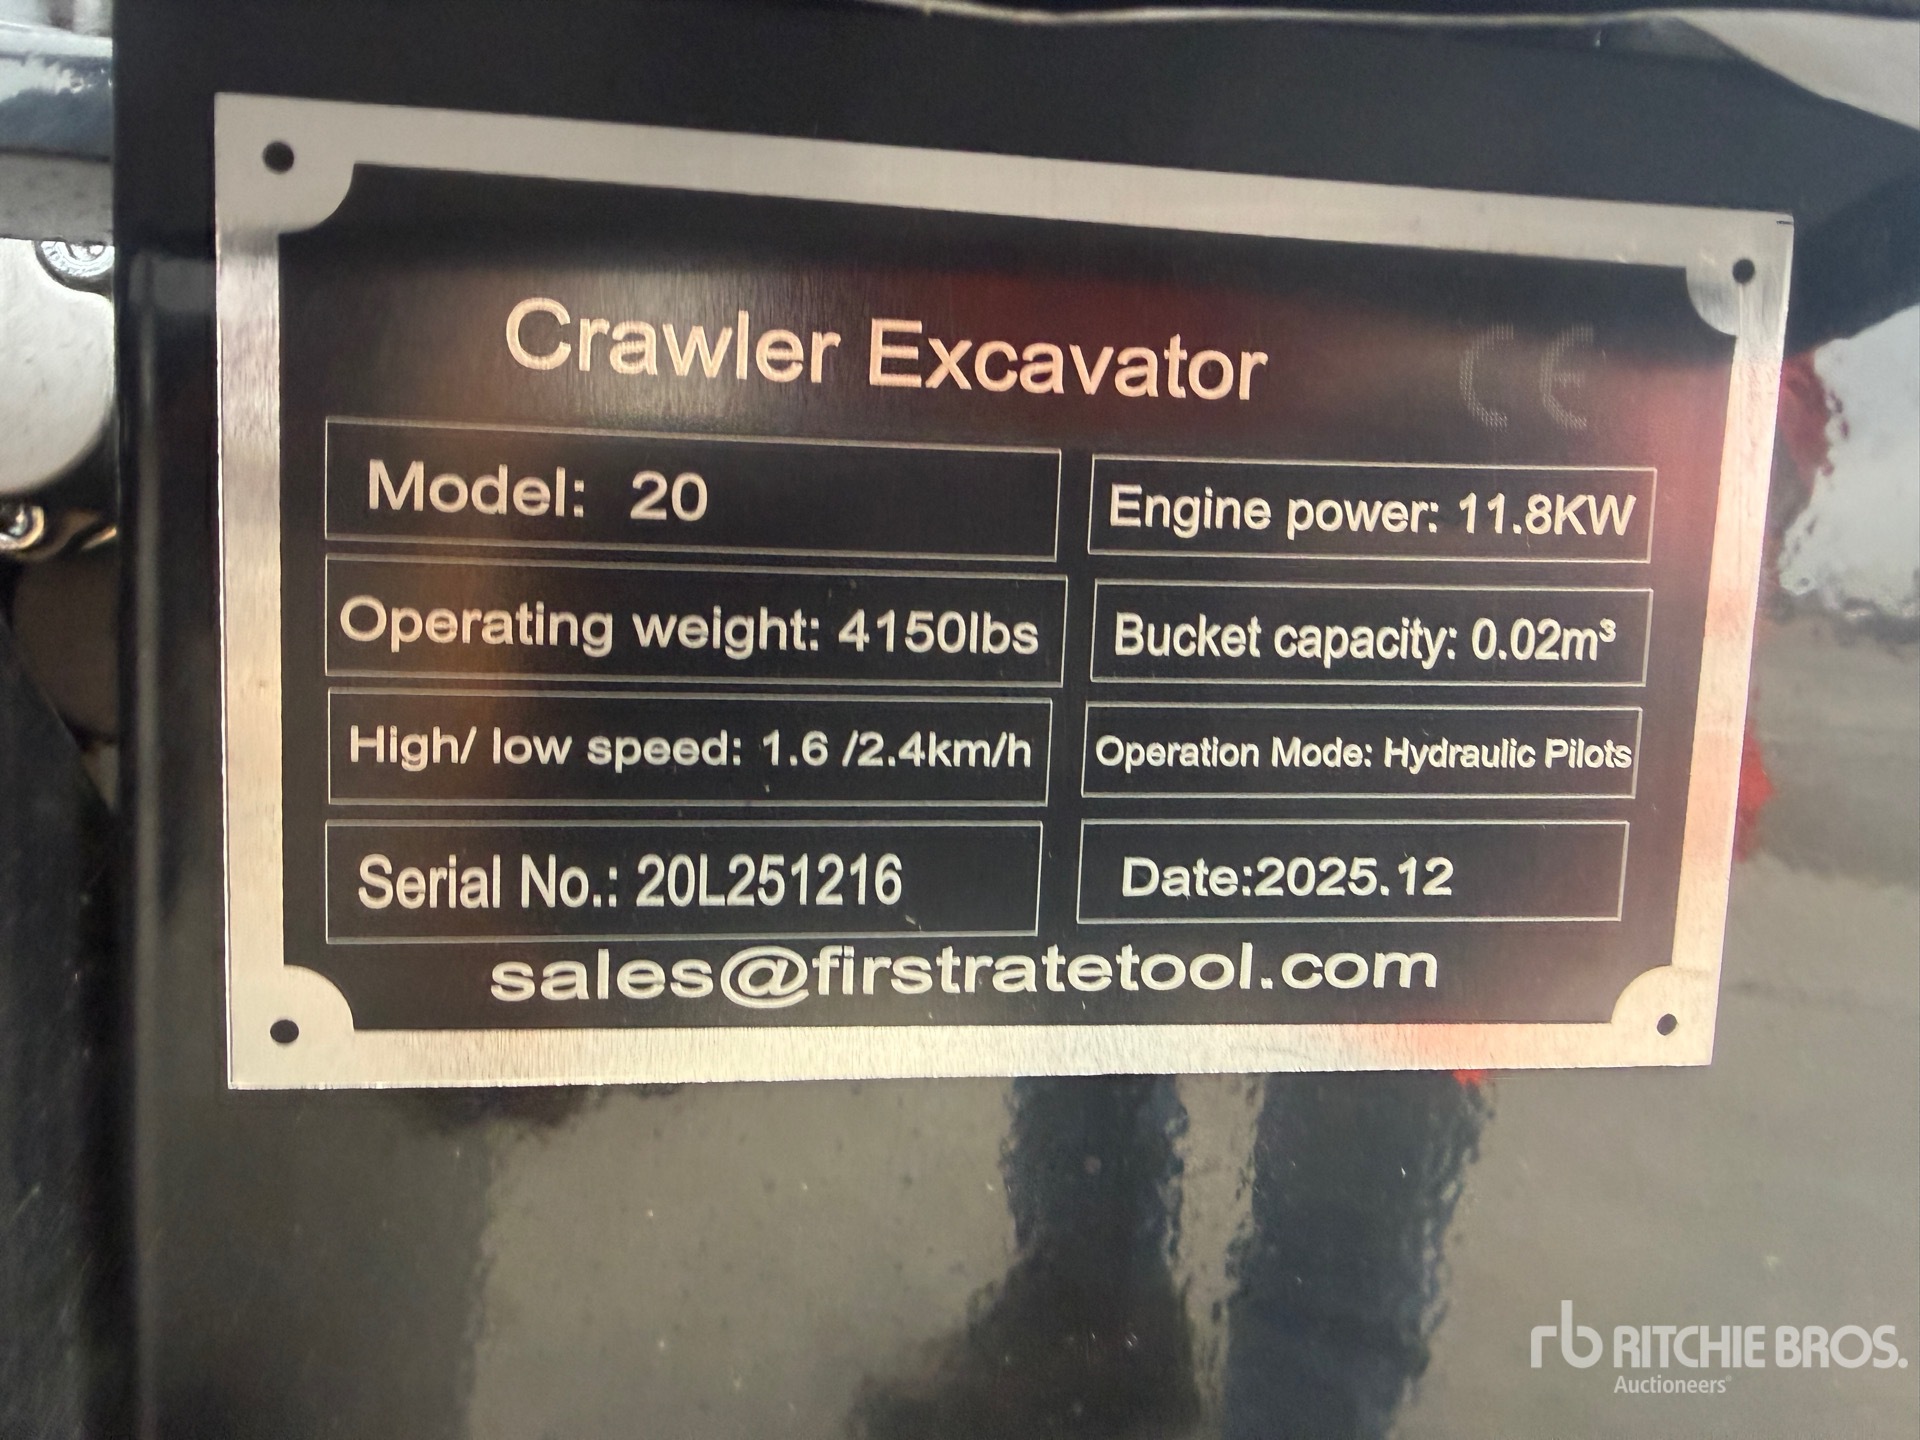 Crawler Excavator
CE
Model: 20
Engine power: 11.8KW
Operating weight: 4150lbs
Bucket capacity: 0.02m³
High/ low speed: 1.6 /2.4km/h
Operation Mode: Hydraulic Pilots
Serial No.: 20L251216
Date:2025.12
sales@firstratetool.com
rb RITCHIE BROS.
Auctioneers